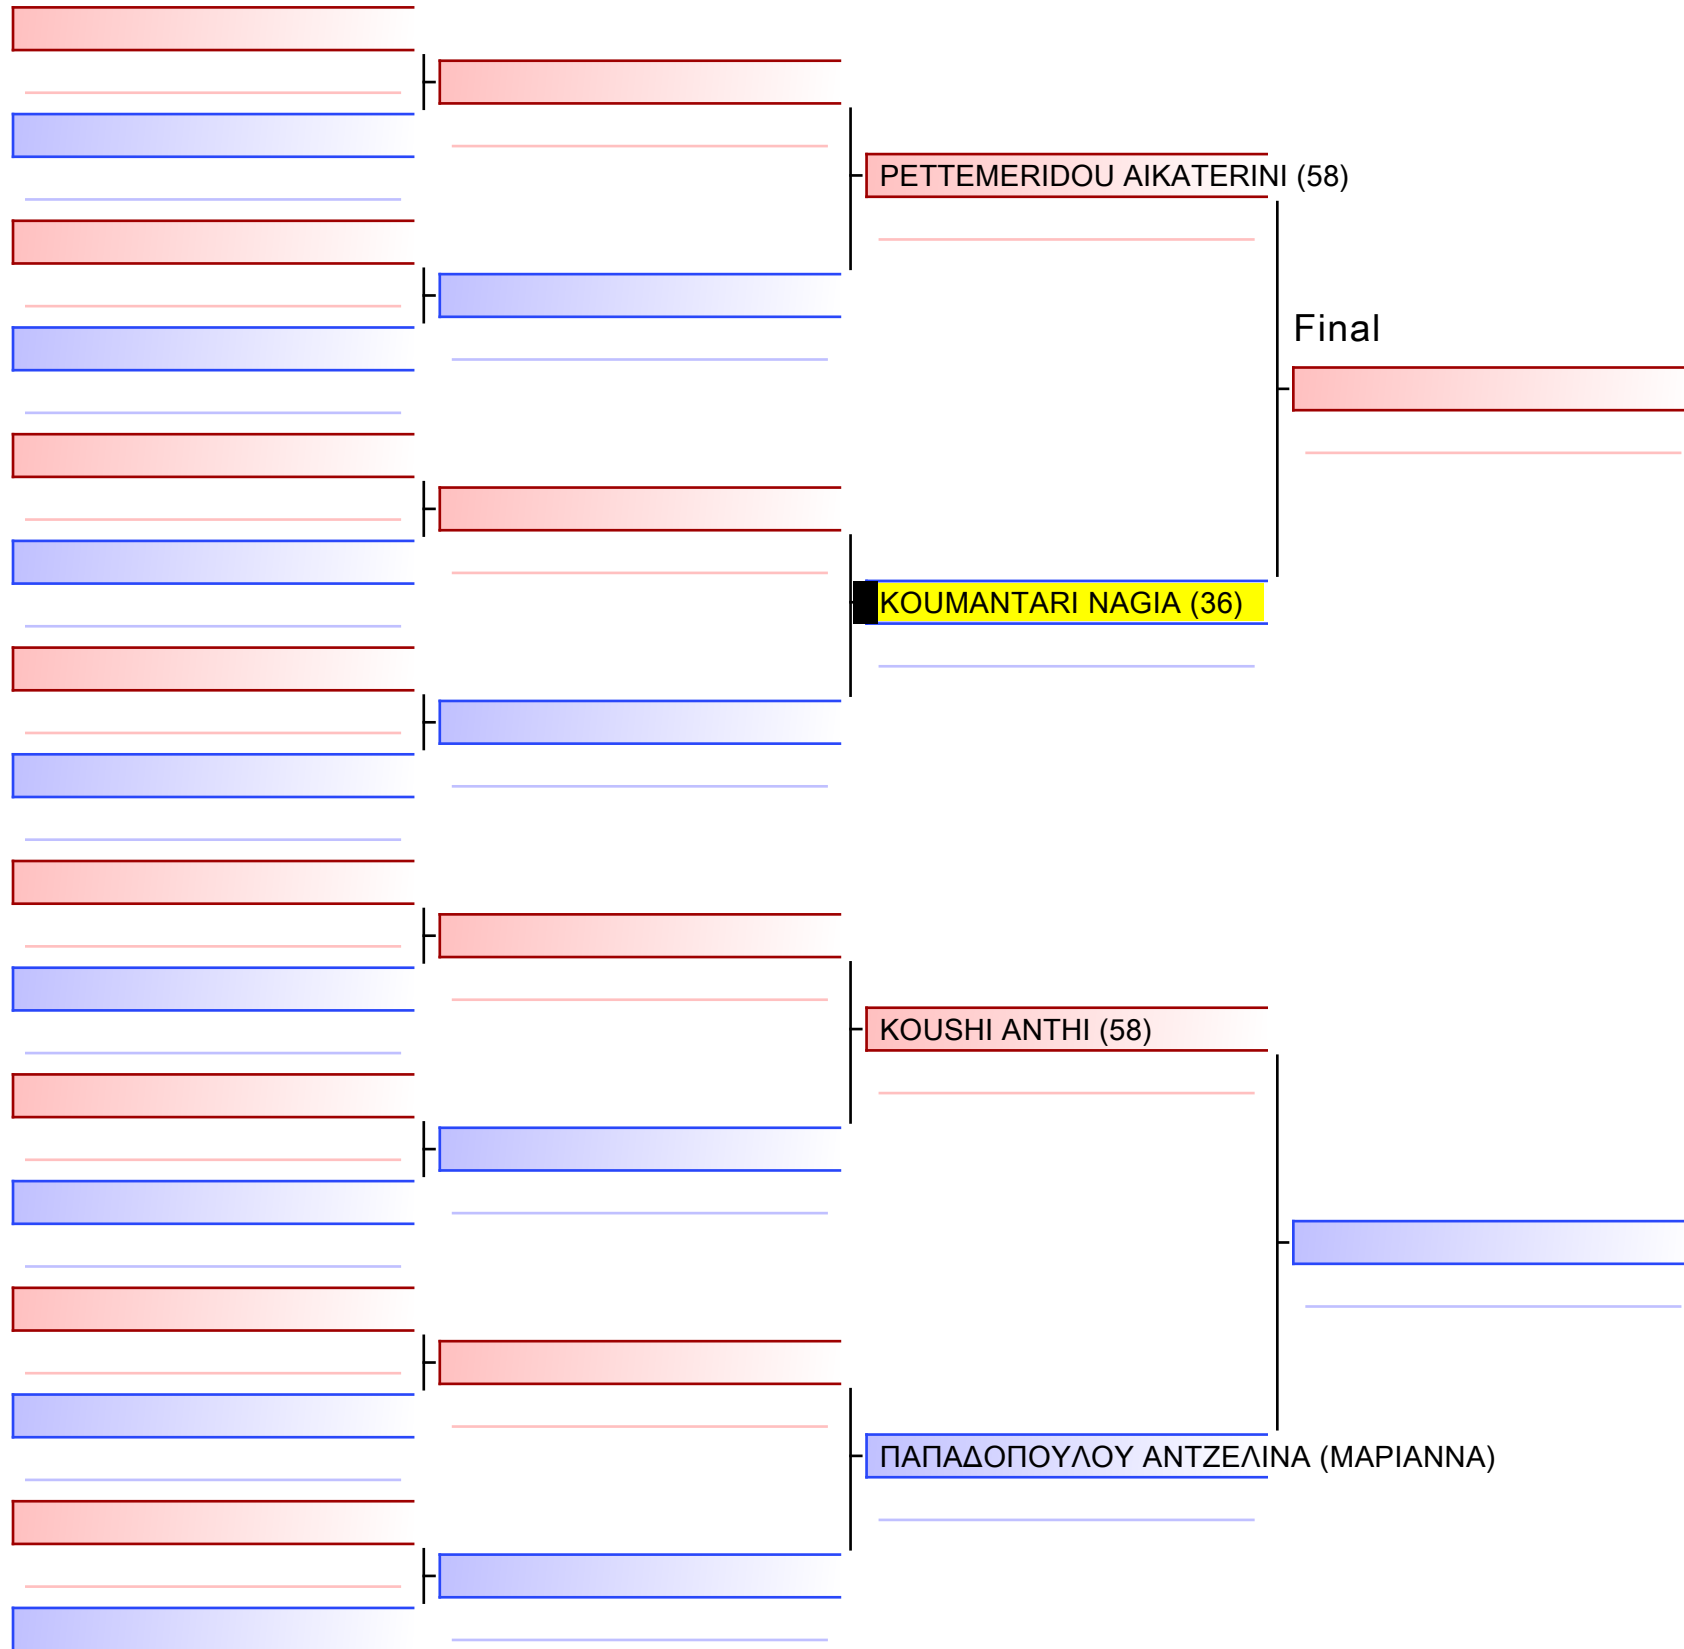 PETTEMERIDOU AIKATERINI (58)
Final
KOUMANTARI NAGIA (36)
KOUSHI ANTHI (58)
ΠΑΠΑΔΟΠΟΥΛΟΥ ΑΝΤΖΕΛΙΝΑ (ΜΑΡΙΑΝΝΑ)